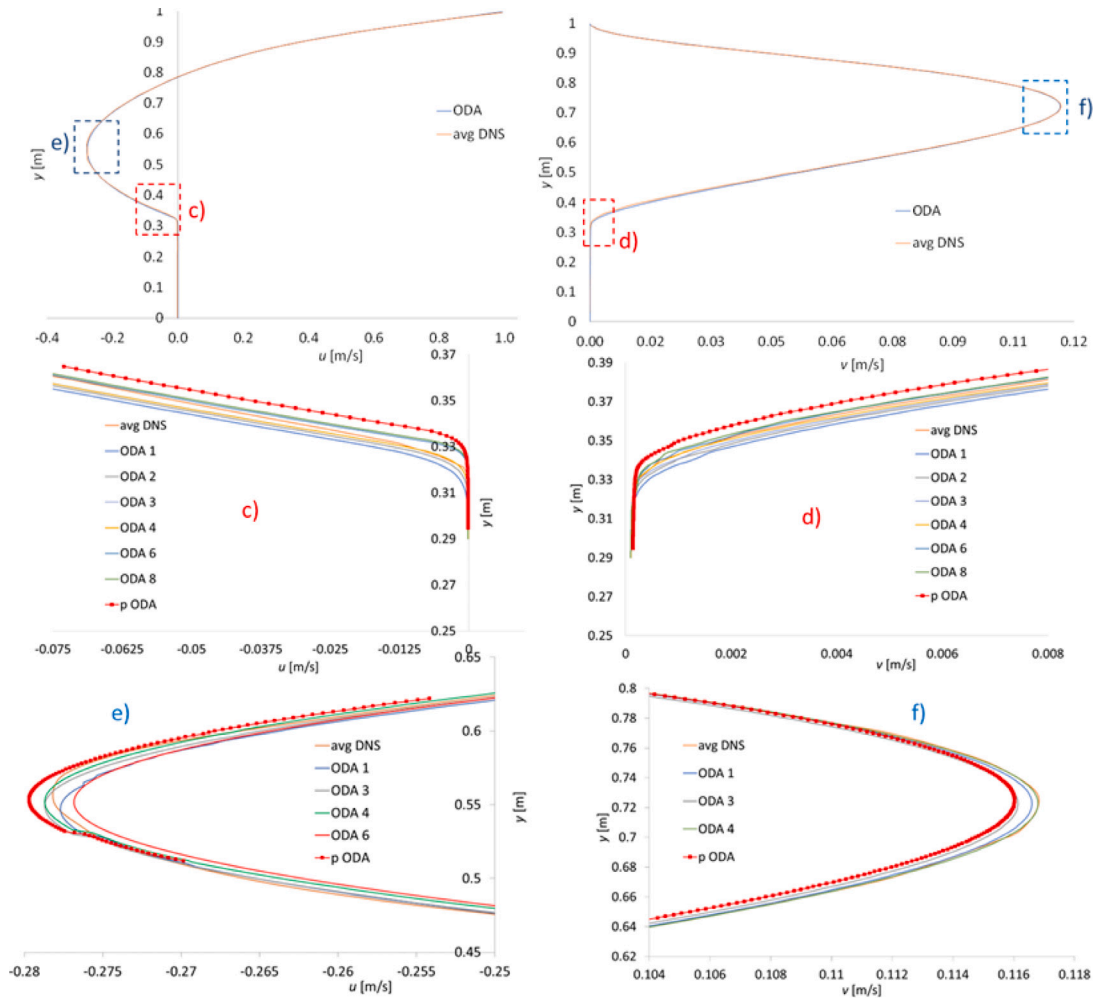 1
0.9
0.8
0.7
0.6
0.5
0.4
0.3
0.2
0.1
0
y [m]
-0.4
-0.2
0.0
0.2
0.4
0.6
0.8
1.0
u [m/s]
ODA
avg DNS
e)
c)
1
0.9
0.8
0.7
0.6
0.5
0.4
0.3
0.2
0.1
0
y [m]
0.00
0.02
0.03
0.05
0.06
0.08
0.09
0.11
0.12
v [m/s]
ODA
avg DNS
f)
d)
0.37
0.35
0.33
0.31
0.29
0.27
0.25
y [m]
avg DNS
ODA 1
ODA 2
ODA 3
ODA 4
ODA 6
ODA 8
p ODA
c)
-0.075
-0.0625
-0.05
-0.0375
-0.025
-0.0125
0
u [m/s]
0.39
0.37
0.35
0.33
0.31
0.29
0.27
0.25
y [m]
avg DNS
ODA 1
ODA 2
ODA 3
ODA 4
ODA 6
ODA 8
p ODA
d)
0
0.002
0.004
0.006
0.008
v [m/s]
0.65
0.6
0.55
0.5
0.45
y [m]
e)
avg DNS
ODA 1
ODA 3
ODA 4
ODA 6
p ODA
-0.28
-0.275
-0.27
-0.265
-0.26
-0.255
-0.25
u [m/s]
0.8
0.78
0.76
0.74
0.72
0.7
0.68
0.66
0.64
0.62
y [m]
f)
avg DNS
ODA 1
ODA 3
ODA 4
p ODA
0.104
0.106
0.108
0.110
0.112
0.114
0.116
0.118
v [m/s]